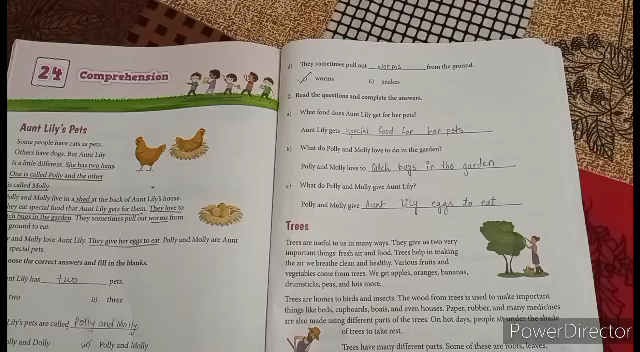 24 Comprehension
Aunt Lily's Pets
Some people have cats as pets.
Others have dogs. But Aunt Lily
is a little different. She has two hens.
One is called Polly and the other
is called Molly.
Polly and Molly live in a shed at the back of Aunt Lily's house.
They eat special food that Aunt Lily gets for them. They love to
catch bugs in the garden. They sometimes pull out worms from
ground to eat.
and Molly love Aunt Lily. They give her eggs to eat. Polly and Molly are Aunt
special pets.
oose the correct answers and fill in the blanks.
nt Lily has two pets.
two ii) three
Lily's pets are called Polly and Molly
lly and Dolly ii) Polly and Molly
d) They sometimes pull out worms from the ground.
i) worms ii) snakes
2. Read the questions and complete the answers.
a) What food does Aunt Lily get for her pets?
Aunt Lily gets special food for her pets
b) What do Polly and Molly love to do in the garden?
Polly and Molly love to Catch bugs in the garden
c) What do Polly and Molly give Aunt Lily?
Polly and Molly give Aunt Lily eggs to eat
Trees
Trees are useful to us in many ways. They give us two very
important things: fresh air and food. Trees help in making
the air we breathe clean and healthy. Various fruits and
vegetables come from trees. We get apples, oranges, bananas,
drumsticks, peas, and lots more.
Trees are homes to birds and insects. The wood from trees is used to make important
things like beds, cupboards, boats, and even houses. Paper, rubber, and many medicines
are also made using different parts of the trees. On hot days, people sit under the shade
of trees to take rest.
Trees have many different parts. Some of these are roots, leaves,
PowerDirector